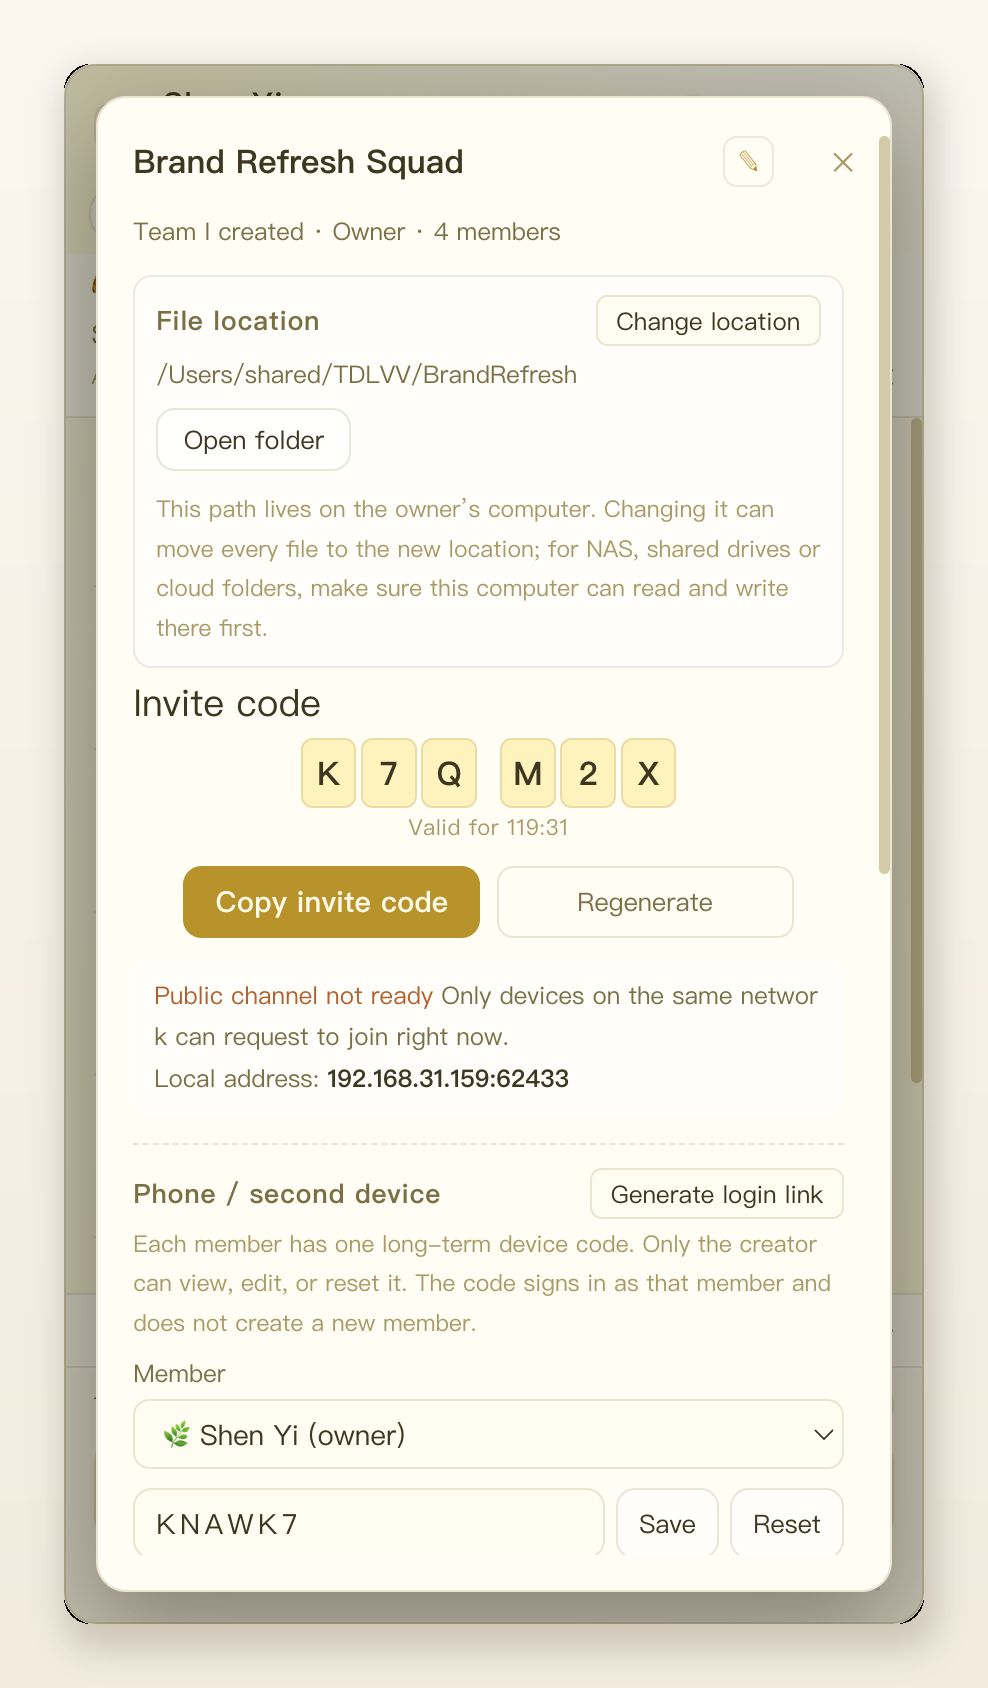 Brand Refresh Squad
Team I created · Owner · 4 members
File location
Change location
/Users/shared/TDLVV/BrandRefresh
Open folder
This path lives on the owner’s computer. Changing it can
move every file to the new location; for NAS, shared drives or
cloud folders, make sure this computer can read and write
there first.
Invite code
K 7 Q M 2 X
Valid for 119:31
Copy invite code
Regenerate
Public channel not ready Only devices on the same networ
k can request to join right now.
Local address: 192.168.31.159:62433
Phone / second device
Generate login link
Each member has one long-term device code. Only the creator
can view, edit, or reset it. The code signs in as that member and
does not create a new member.
Member
Shen Yi (owner)
KNAWK7
Save
Reset